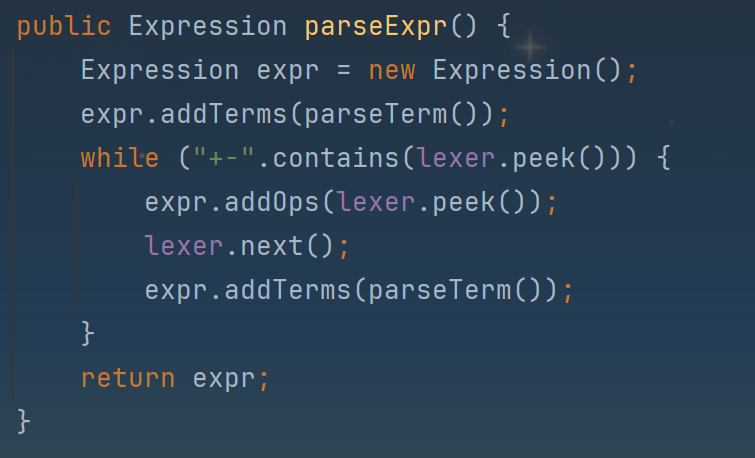 public Expression parseExpr() {
    Expression expr = new Expression();
    expr.addTerms(parseTerm());
    while ("+-".contains(lexer.peek())) {
        expr.addOps(lexer.peek());
        lexer.next();
        expr.addTerms(parseTerm());
    }
    return expr;
}